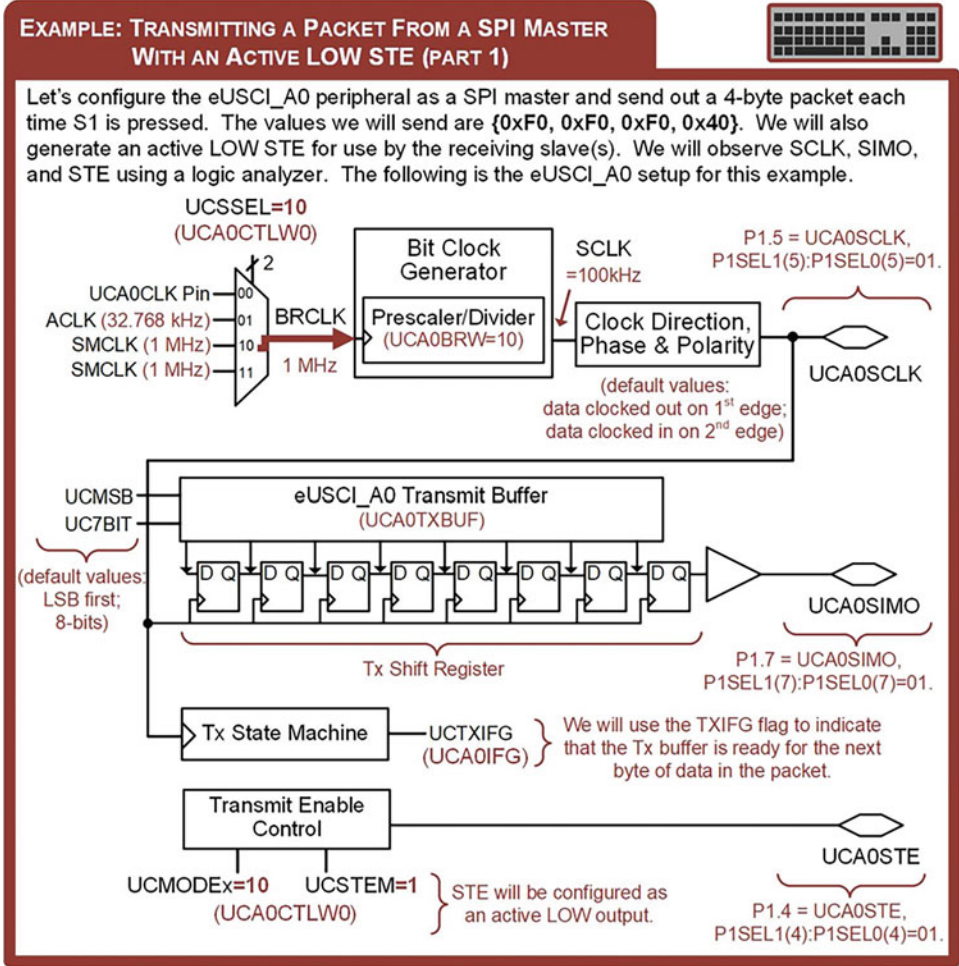 EXAMPLE: TRANSMITTING A PACKET FROM A SPI MASTER
WITH AN ACTIVE LOW STE (PART 1)
Let's configure the eUSCI_A0 peripheral as a SPI master and send out a 4-byte packet each
time S1 is pressed. The values we will send are {0xF0, 0xF0, 0xF0, 0x40}. We will also
generate an active LOW STE for use by the receiving slave(s). We will observe SCLK, SIMO,
and STE using a logic analyzer. The following is the eUSCI_A0 setup for this example.
UCSSEL=10
(UCA0CTLW0)
2
UCA0CLK Pin
00
ACLK (32.768 kHz)
01
SMCLK (1 MHz)
10
SMCLK (1 MHz)
11
BRCLK
1 MHz
Bit Clock
Generator
Prescaler/Divider
(UCA0BRW=10)
SCLK
=100kHz
Clock Direction,
Phase & Polarity
(default values:
data clocked out on 1st edge;
data clocked in on 2nd edge)
P1.5 = UCA0SCLK,
P1SEL1(5):P1SEL0(5)=01.
UCA0SCLK
UCMSB
UC7BIT
(default values:
LSB first;
8-bits)
eUSCI_A0 Transmit Buffer
(UCA0TXBUF)
D Q D Q D Q D Q D Q D Q D Q D Q
Tx Shift Register
UCA0SIMO
P1.7 = UCA0SIMO,
P1SEL1(7):P1SEL0(7)=01.
Tx State Machine
UCTXIFG
(UCA0IFG)
We will use the TXIFG flag to indicate
that the Tx buffer is ready for the next
byte of data in the packet.
Transmit Enable
Control
UCMODEx=10 UCSTEM=1
(UCA0CTLW0)
STE will be configured as
an active LOW output.
UCA0STE
P1.4 = UCA0STE,
P1SEL1(4):P1SEL0(4)=01.